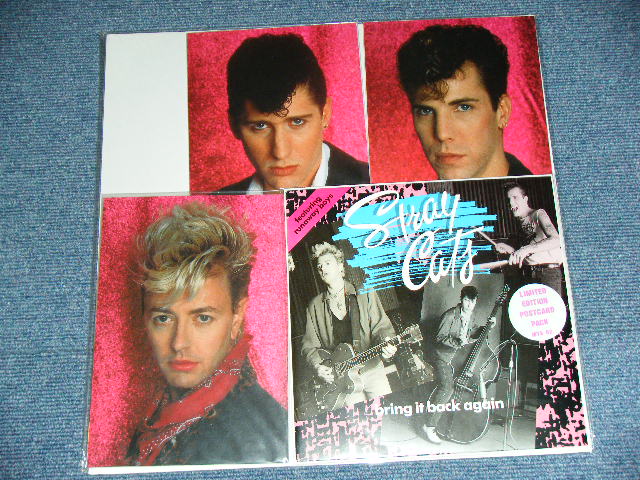 featuring
runaway boys
Stray
Cats
LIMITED
EDITION
POSTCARD
PACK
bring it back again